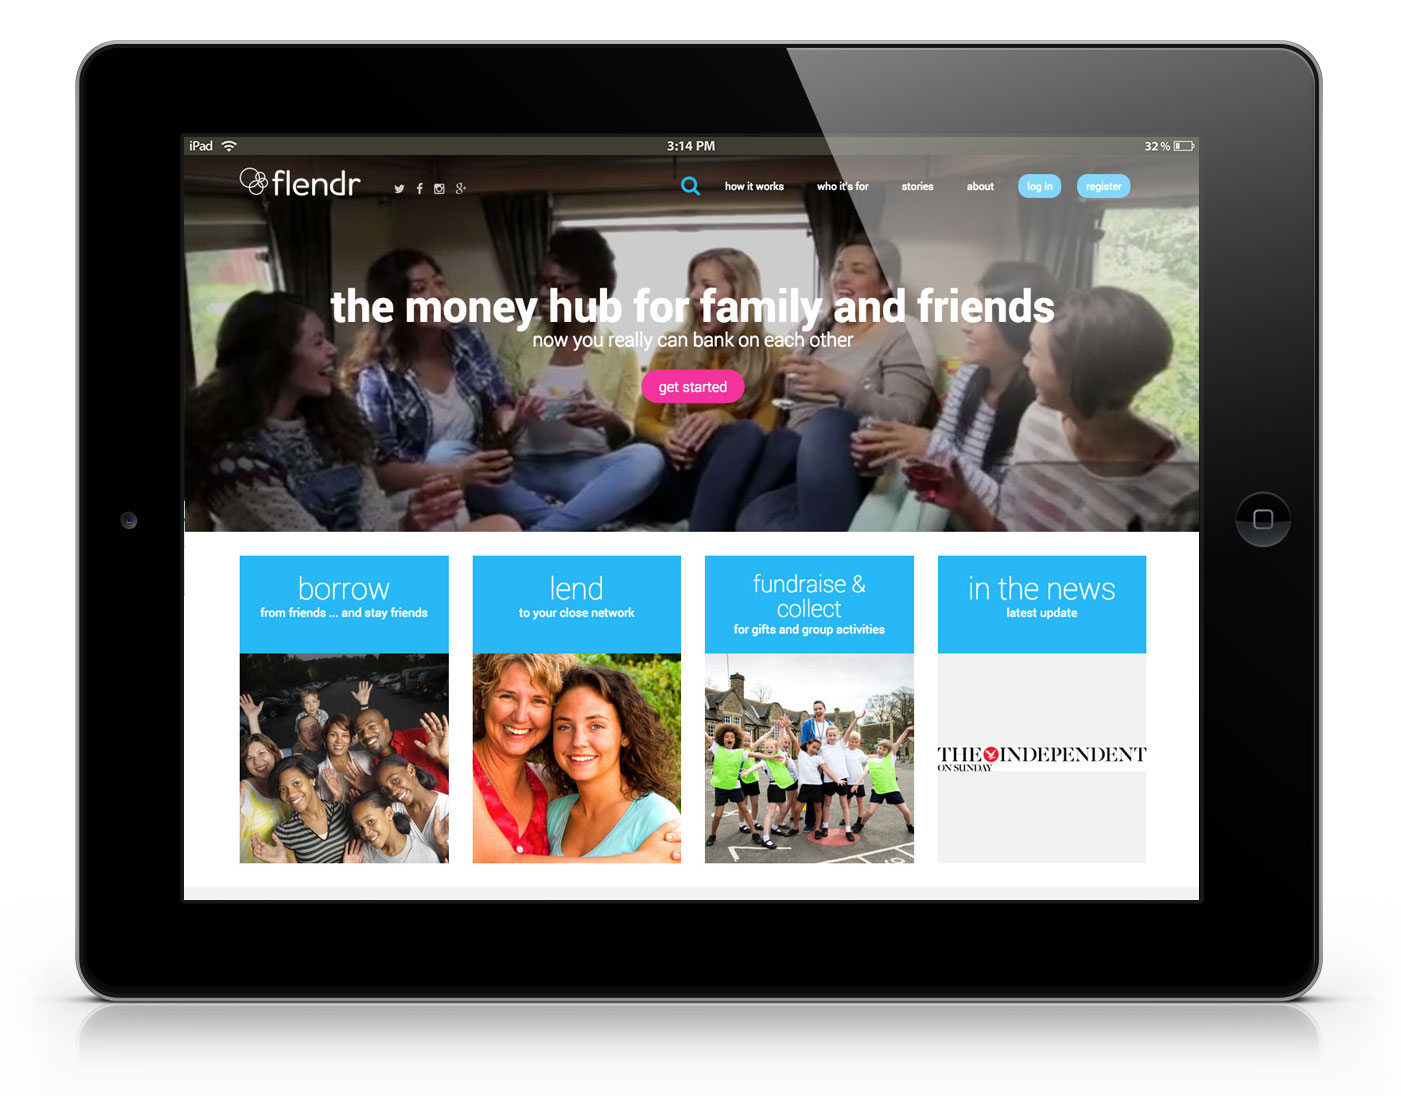 iPad
3:14 PM
32%
flendr
how it works
who it's for
stories
about
log in
register
the money hub for family and friends
now you really can bank on each other
get started
borrow
from friends ... and stay friends
lend
to your close network
fundraise &
collect
for gifts and group activities
in the news
latest update
THE INDEPENDENT
ON SUNDAY